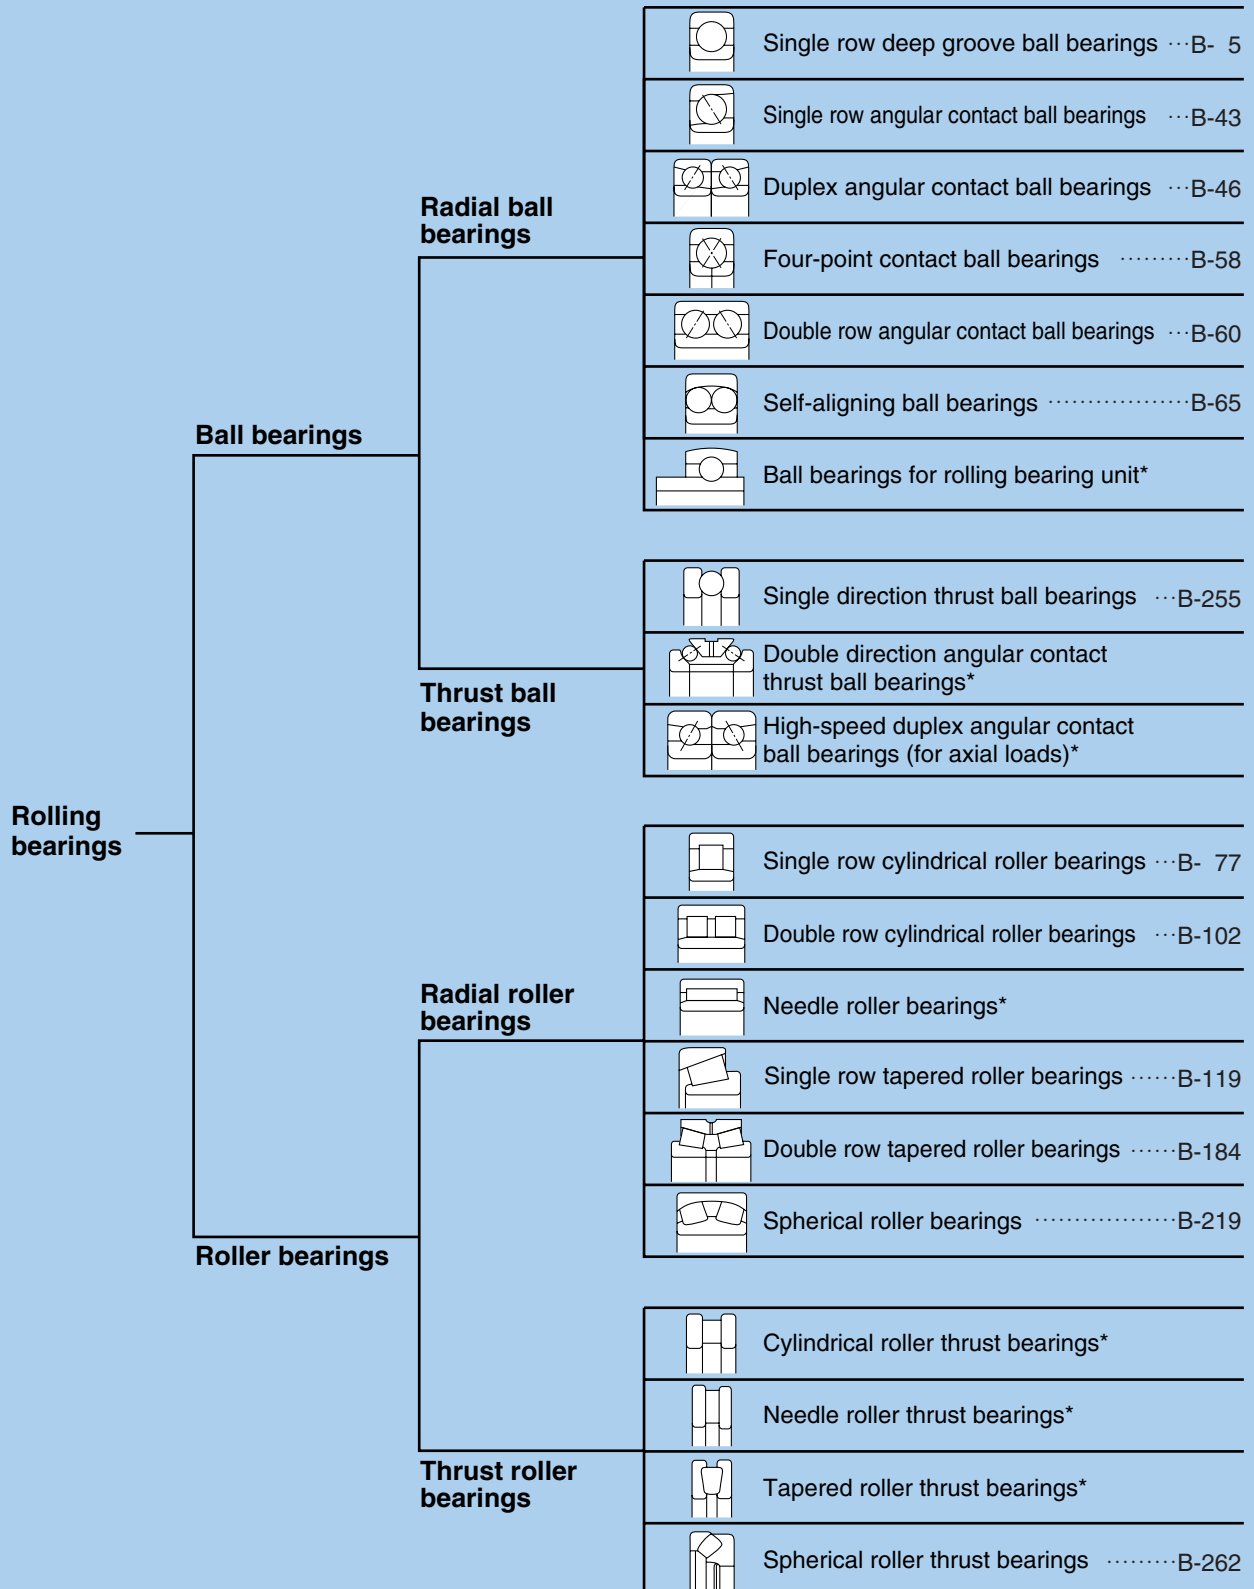 Rolling
bearings
Ball bearings
Radial ball
bearings
Single row deep groove ball bearings ···B- 5
Single row angular contact ball bearings ···B-43
Duplex angular contact ball bearings ···B-46
Four-point contact ball bearings ·········B-58
Double row angular contact ball bearings ···B-60
Self-aligning ball bearings ··················B-65
Ball bearings for rolling bearing unit*
Thrust ball
bearings
Single direction thrust ball bearings ···B-255
Double direction angular contact
thrust ball bearings*
High-speed duplex angular contact
ball bearings (for axial loads)*
Roller bearings
Radial roller
bearings
Single row cylindrical roller bearings ···B- 77
Double row cylindrical roller bearings ···B-102
Needle roller bearings*
Single row tapered roller bearings ······B-119
Double row tapered roller bearings ······B-184
Spherical roller bearings ··················B-219
Thrust roller
bearings
Cylindrical roller thrust bearings*
Needle roller thrust bearings*
Tapered roller thrust bearings*
Spherical roller thrust bearings ·········B-262